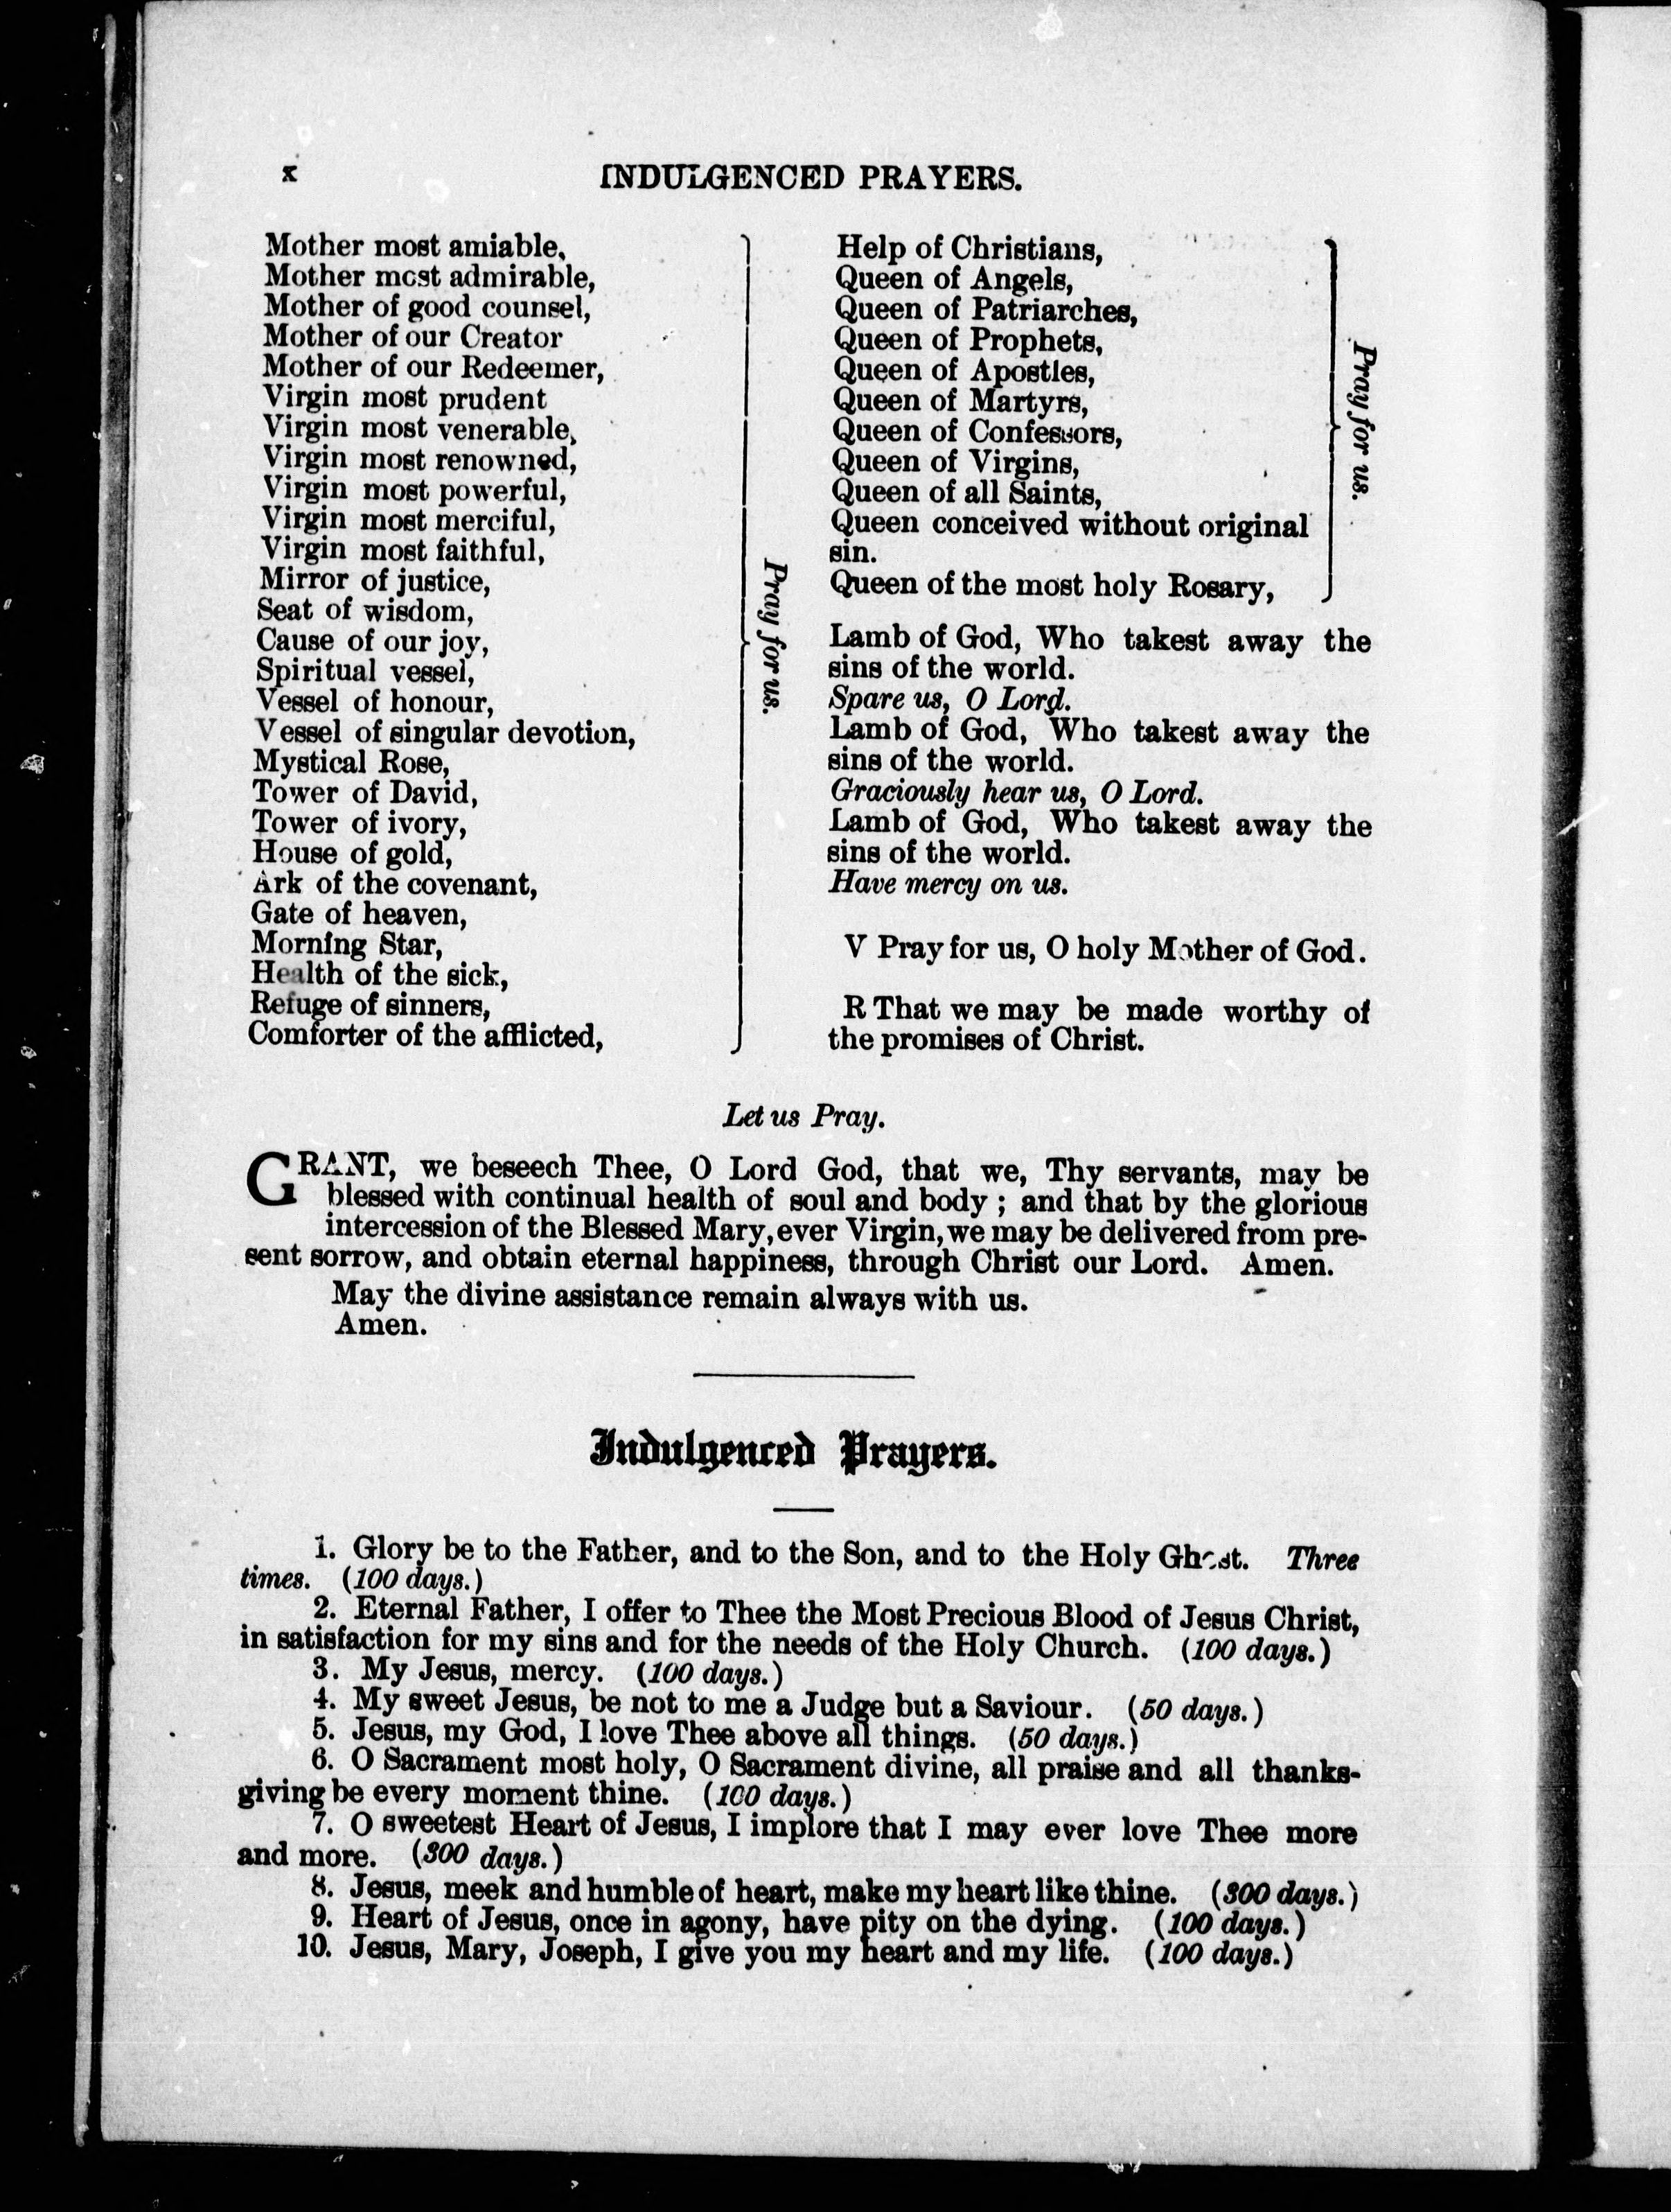 x INDULGENCED PRAYERS.
Mother most amiable,
Mother most admirable,
Mother of good counsel,
Mother of our Creator
Mother of our Redeemer,
Virgin most prudent
Virgin most venerable,
Virgin most renowned,
Virgin most powerful,
Virgin most merciful,
Virgin most faithful,
Mirror of justice,
Seat of wisdom,
Cause of our joy,
Spiritual vessel,
Vessel of honour,
Vessel of singular devotion,
Mystical Rose,
Tower of David,
Tower of ivory,
House of gold,
Ark of the covenant,
Gate of heaven,
Morning Star,
Health of the sick,
Refuge of sinners,
Comforter of the afflicted,
Pray for us.
Help of Christians,
Queen of Angels,
Queen of Patriarches,
Queen of Prophets,
Queen of Apostles,
Queen of Martyrs,
Queen of Confessors,
Queen of Virgins,
Queen of all Saints,
Queen conceived without original
sin.
Queen of the most holy Rosary,
Pray for us.
Lamb of God, Who takest away the
sins of the world.
Spare us, O Lord.
Lamb of God, Who takest away the
sins of the world.
Graciously hear us, O Lord.
Lamb of God, Who takest away the
sins of the world.
Have mercy on us.
V Pray for us, O holy Mother of God.
R That we may be made worthy of
the promises of Christ.
Let us Pray.
GRANT, we beseech Thee, O Lord God, that we, Thy servants, may be
blessed with continual health of soul and body ; and that by the glorious
intercession of the Blessed Mary, ever Virgin, we may be delivered from pre-
sent sorrow, and obtain eternal happiness, through Christ our Lord. Amen.
May the divine assistance remain always with us.
Amen.
Indulgenced Prayers.
1. Glory be to the Father, and to the Son, and to the Holy Ghost. Three
times. (100 days.)
2. Eternal Father, I offer to Thee the Most Precious Blood of Jesus Christ,
in satisfaction for my sins and for the needs of the Holy Church. (100 days.)
3. My Jesus, mercy. (100 days.)
4. My sweet Jesus, be not to me a Judge but a Saviour. (50 days.)
5. Jesus, my God, I love Thee above all things. (50 days.)
6. O Sacrament most holy, O Sacrament divine, all praise and all thanks-
giving be every moment thine. (100 days.)
7. O sweetest Heart of Jesus, I implore that I may ever love Thee more
and more. (300 days.)
8. Jesus, meek and humble of heart, make my heart like thine. (300 days.)
9. Heart of Jesus, once in agony, have pity on the dying. (100 days.)
10. Jesus, Mary, Joseph, I give you my heart and my life. (100 days.)